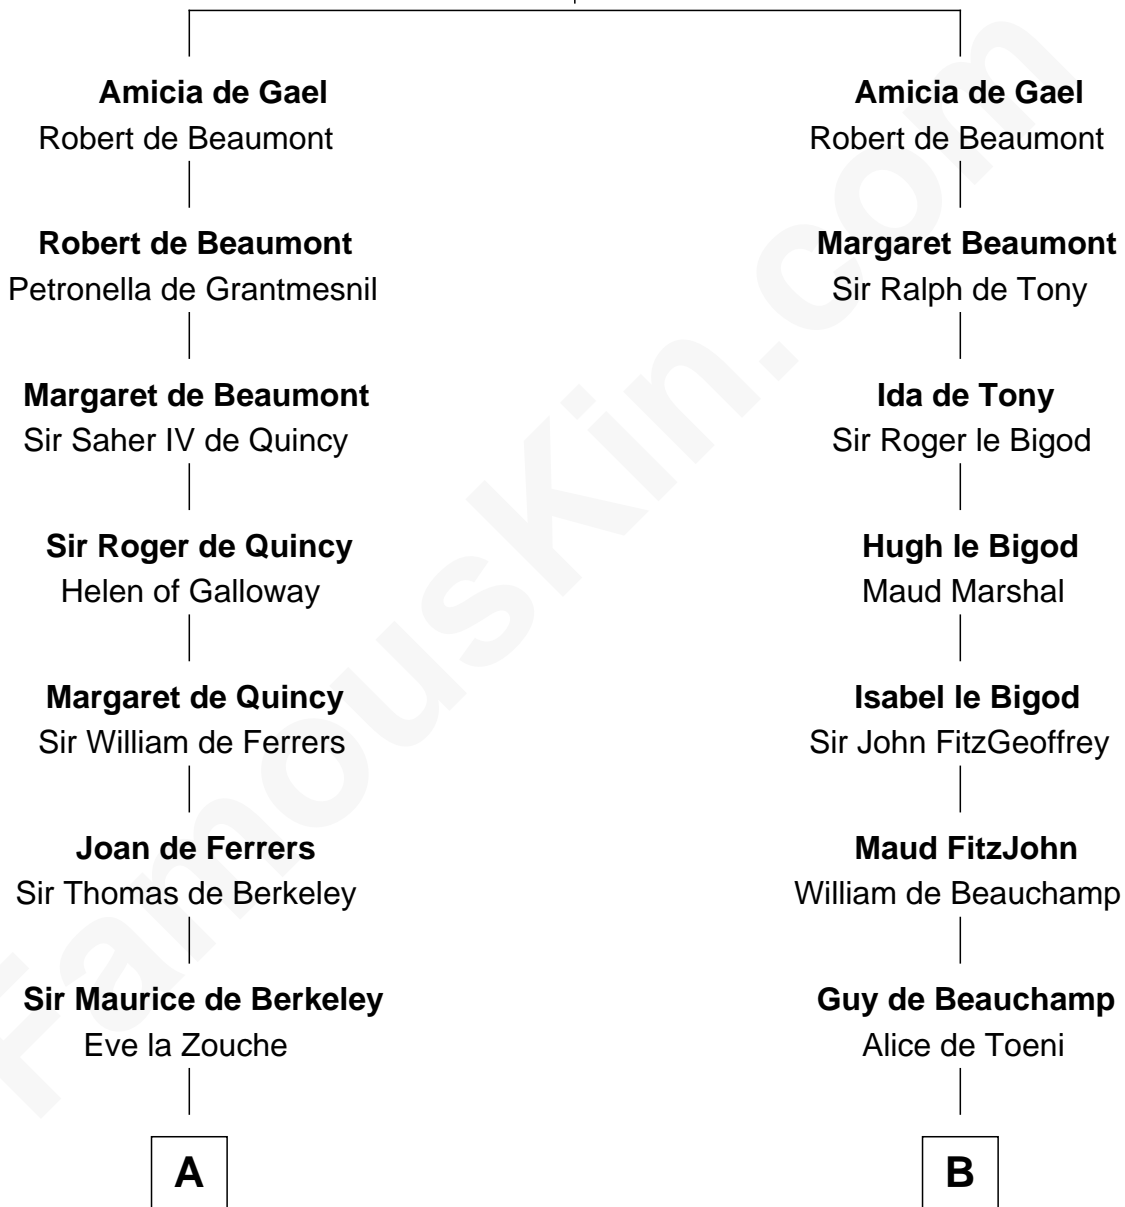 Amicia de Gael
Robert de Beaumont
Robert de Beaumont
Petronella de Grantmesnil
Margaret de Beaumont
Sir Saher IV de Quincy
Sir Roger de Quincy
Helen of Galloway
Margaret de Quincy
Sir William de Ferrers
Joan de Ferrers
Sir Thomas de Berkeley
Sir Maurice de Berkeley
Eve la Zouche
A
Amicia de Gael
Robert de Beaumont
Margaret Beaumont
Sir Ralph de Tony
Ida de Tony
Sir Roger le Bigod
Hugh le Bigod
Maud Marshal
Isabel le Bigod
Sir John FitzGeoffrey
Maud FitzJohn
William de Beauchamp
Guy de Beauchamp
Alice de Toeni
B
FamousKin.com